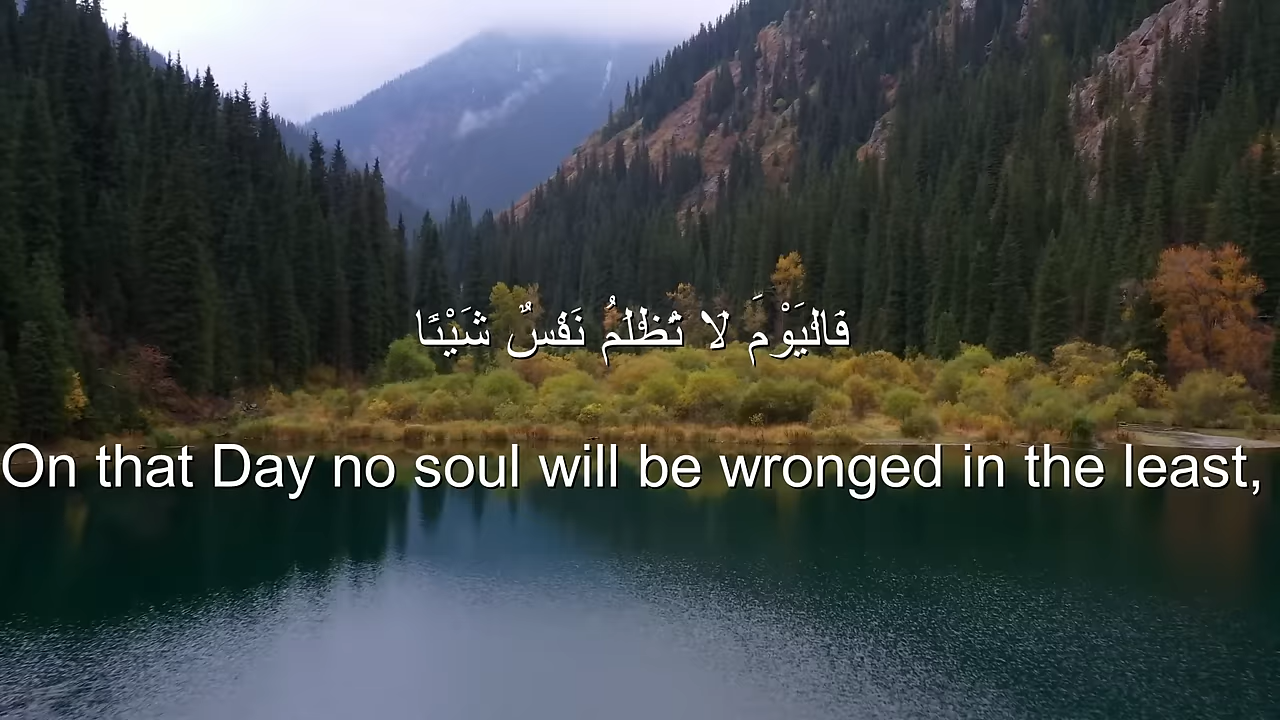 فَالْيَوْمَ لَا تُظْلَمُ نَفْسٌ شَيْئًا
On that Day no soul will be wronged in the least,